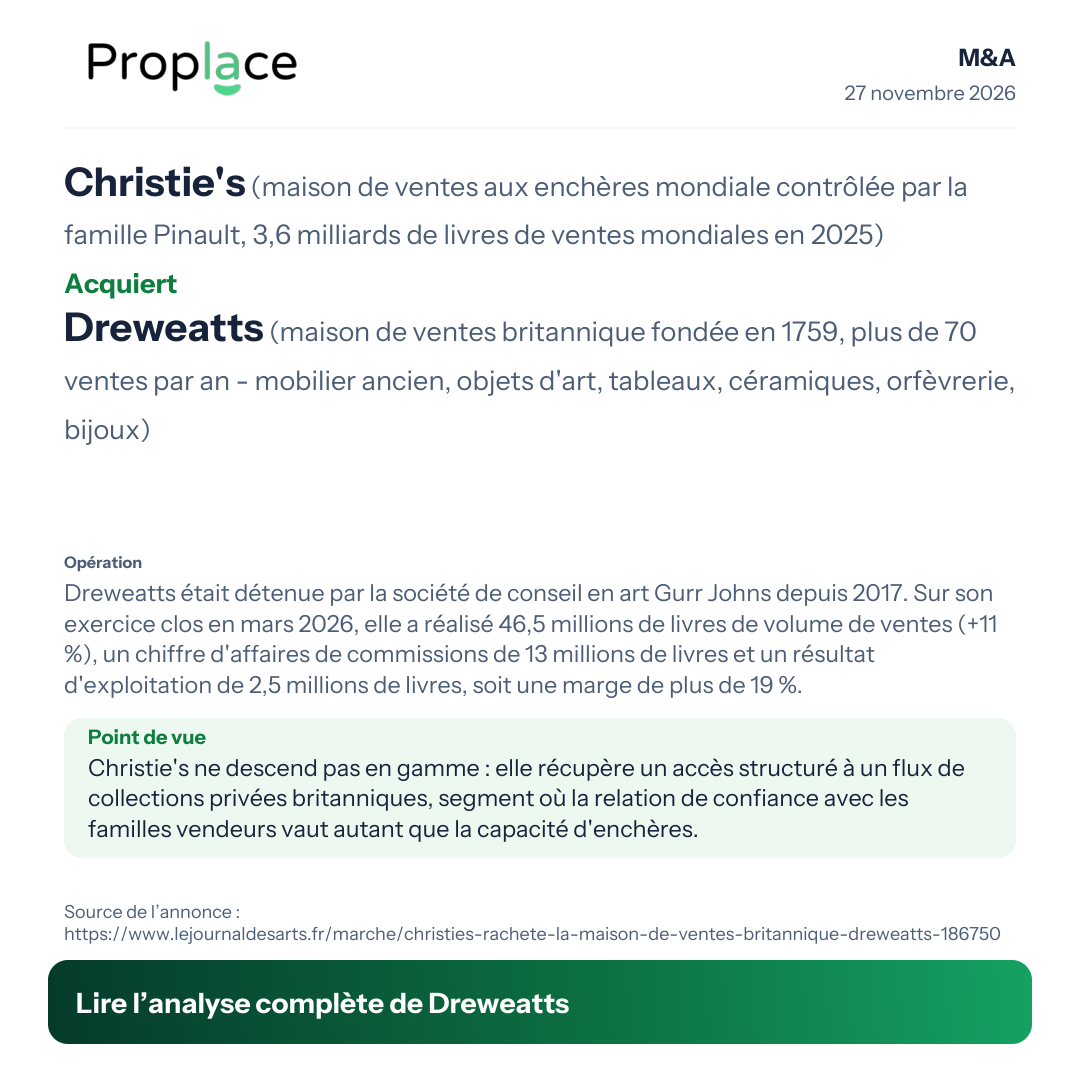 Proplace
M&A
27 novembre 2026
Christie's (maison de ventes aux enchères mondiale contrôlée par la
famille Pinault, 3,6 milliards de livres de ventes mondiales en 2025)
Acquiert
Dreweatts (maison de ventes britannique fondée en 1759, plus de 70
ventes par an - mobilier ancien, objets d'art, tableaux, céramiques, orfèvrerie,
bijoux)
Opération
Dreweatts était détenue par la société de conseil en art Gurr Johns depuis 2017. Sur son
exercice clos en mars 2026, elle a réalisé 46,5 millions de livres de volume de ventes (+11
%), un chiffre d'affaires de commissions de 13 millions de livres et un résultat
d'exploitation de 2,5 millions de livres, soit une marge de plus de 19 %.
Point de vue
Christie's ne descend pas en gamme : elle récupère un accès structuré à un flux de
collections privées britanniques, segment où la relation de confiance avec les
familles vendeurs vaut autant que la capacité d'enchères.
Source de l’annonce :
https://www.lejournaldesarts.fr/marche/christies-rachete-la-maison-de-ventes-britannique-dreweatts-186750
Lire l’analyse complète de Dreweatts